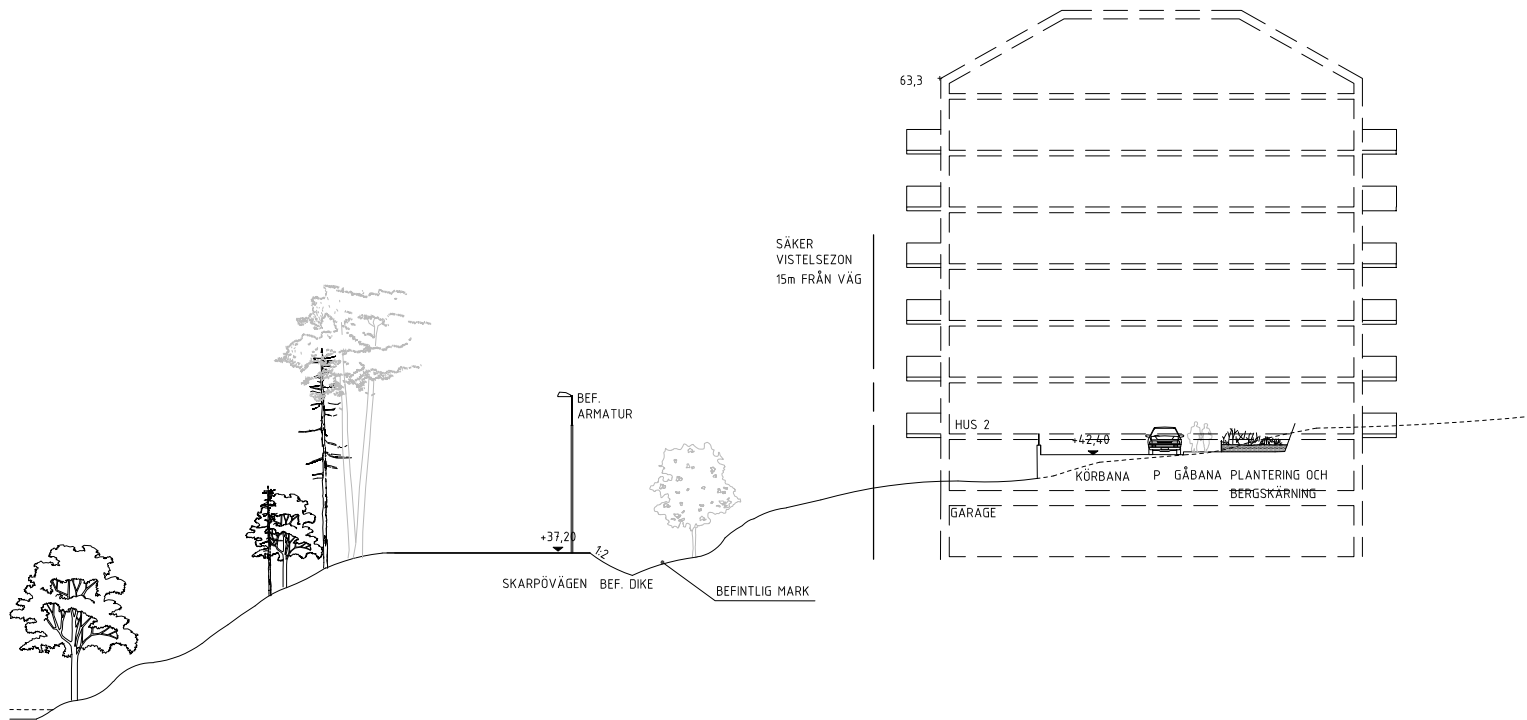 63,3
SÄKER
VISTELSEZON
15m FRÅN VÄG
BEF.
ARMATUR
HUS 2
+42,40
KÖRBANA P GÅBANA PLANTERING OCH
BERGSKÄRNING
GARAGE
+37,20
1:2
SKARPÖVÄGEN BEF. DIKE
BEFINTLIG MARK